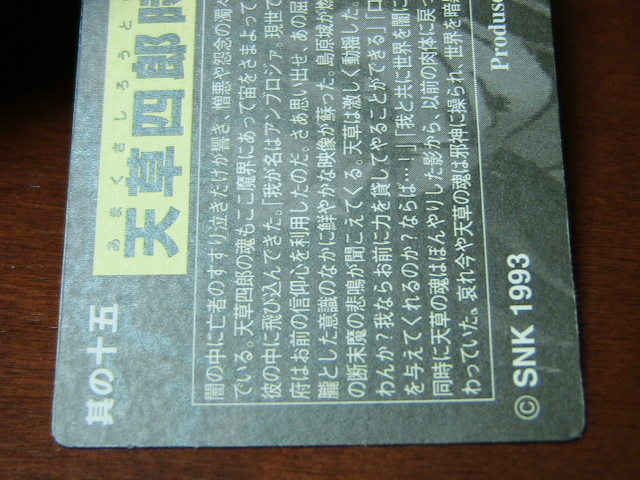 其の十五
あまくさしろうと
天草四郎時
闇の中に亡者のすすり泣きだけが響き、憎悪や怨念の濁
ている。天草四郎の魂もここ魔界にあって宙をさまよって
彼の中に飛び込んできた。「我が名はアンブロジア。現世で
府はお前の信仰心を利用したのだ。さあ思い出せ、あの屈
朧とした意識のなかに鮮やかな映像が蘇った。島原城が燃
の断末魔の悲鳴が聞こえてくる。天草は激しく動揺した。
わんか?我ならお前に力を貸してやることができる」「口
を与えてくれるのか?ならば…!」「我と共に世界を闇に
同時に天草の魂はぼんやりした影から、以前の肉体に戻っ
わっていた。哀れ今や天草の魂は邪神に操られ、世界を暗
Produse
© SNK 1993